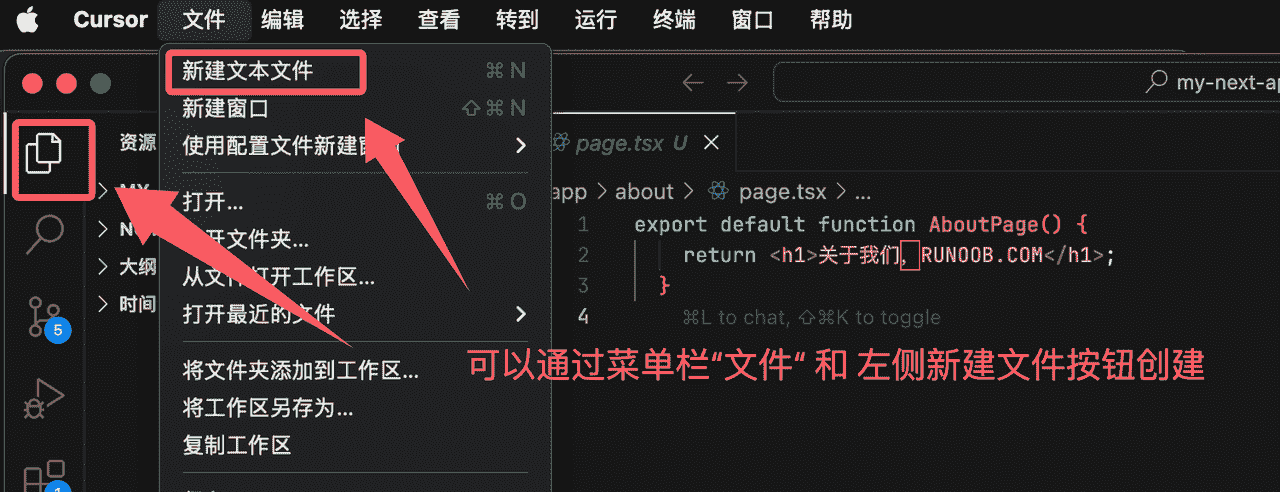 Cursor 文件 编辑 选择 查看 转到 运行 终端 窗口 帮助
新建文本文件 ⌘ N
新建窗口 ⇧ ⌘ N
使用配置文件新建窗
打开... ⌘ O
开文件夹...
从文件打开工作区...
打开最近的文件
将文件夹添加到工作区...
将工作区另存为...
复制工作区
资源
MY
大纲
时间
5
1
my-next-ap
page.tsx U
app > about > page.tsx > ...
1 export default function AboutPage() {
2 return <h1>关于我们，RUNOOB.COM</h1>;
3 }
4 ⌘L to chat, ⇧⌘K to toggle
可以通过菜单栏“文件“ 和 左侧新建文件按钮创建